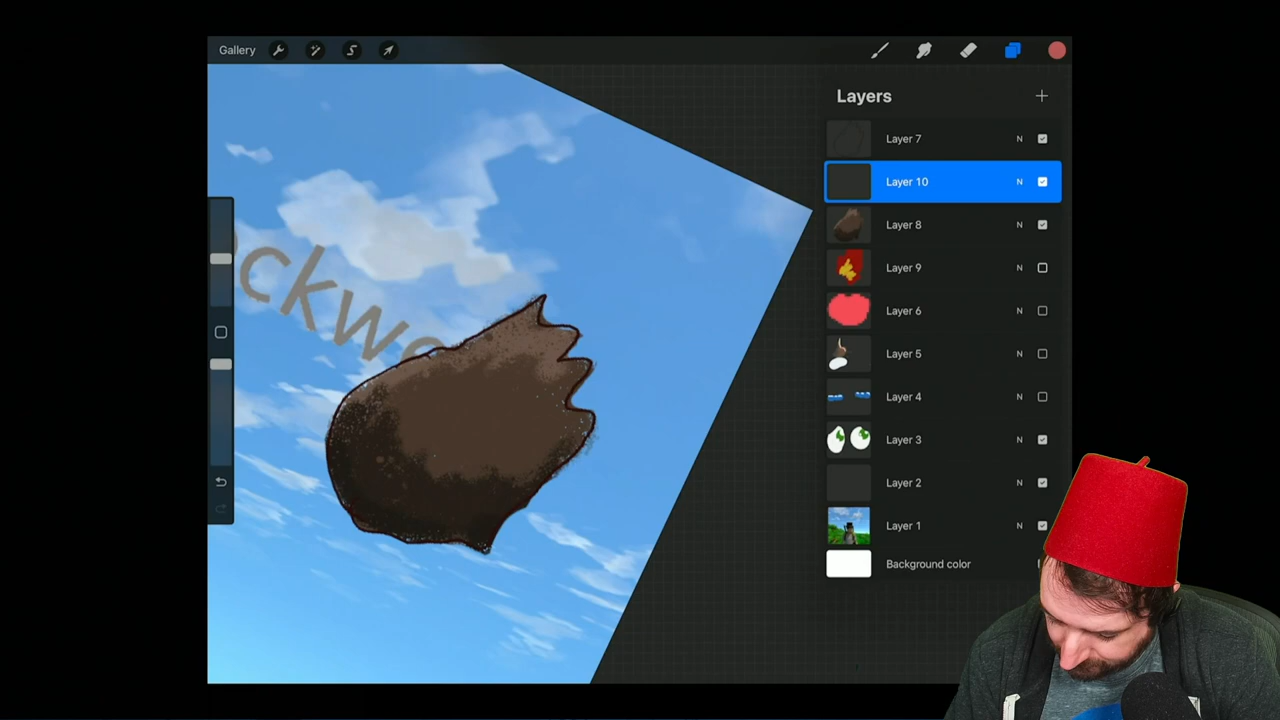 Gallery
Layers
Layer 7 N
Layer 10 N
Layer 8 N
Layer 9 N
Layer 6 N
Layer 5 N
Layer 4 N
Layer 3 N
Layer 2 N
Layer 1 N
Background color